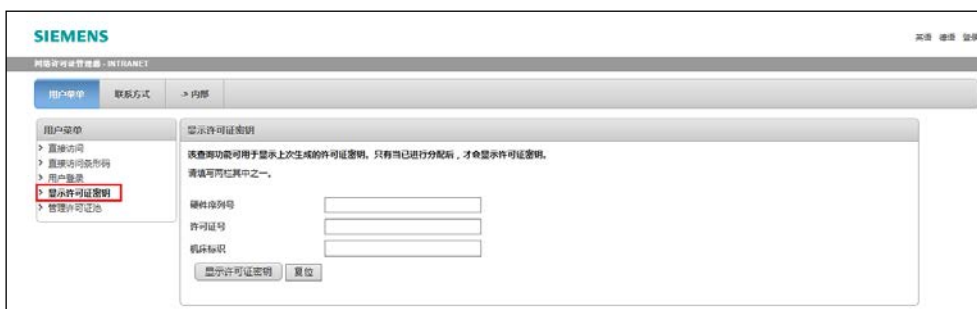 SIEMENS
英语 德语 登录
网络许可证管理器 - INTRANET
用户菜单 联系方式 -> 内部
用户菜单
> 直接访问
> 直接访问条形码
> 用户登录
> 显示许可证密钥
> 管理许可证池
显示许可证密钥
该查询功能可用于显示上次生成的许可证密钥。只有当已进行分配后，才会显示许可证密钥。
请填写两栏其中之一。
硬件序列号
许可证号
机床标识
显示许可证密钥 复位